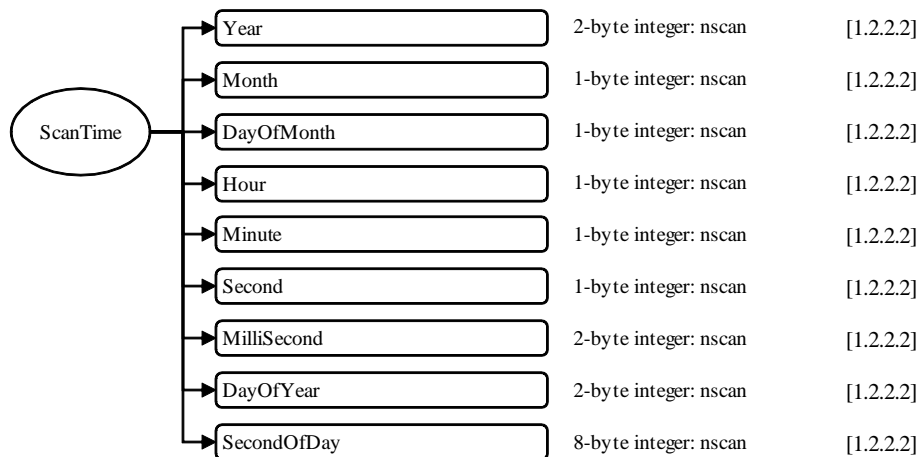 Year 2-byte integer: nscan [1.2.2.2]
Month 1-byte integer: nscan [1.2.2.2]
ScanTime DayOfMonth 1-byte integer: nscan [1.2.2.2]
Hour 1-byte integer: nscan [1.2.2.2]
Minute 1-byte integer: nscan [1.2.2.2]
Second 1-byte integer: nscan [1.2.2.2]
MilliSecond 2-byte integer: nscan [1.2.2.2]
DayOfYear 2-byte integer: nscan [1.2.2.2]
SecondOfDay 8-byte integer: nscan [1.2.2.2]